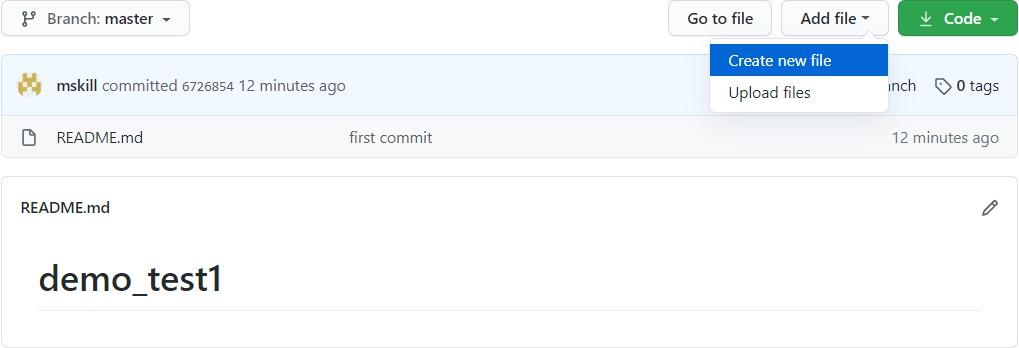 Branch: master
Go to file
Add file
Code
Create new file
Upload files
mskill committed 6726854 12 minutes ago
0 tags
README.md first commit 12 minutes ago
README.md
demo_test1